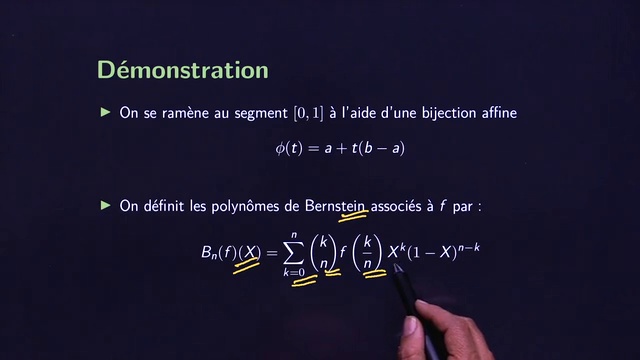 Démonstration
▶ On se ramène au segment [0, 1] à l'aide d'une bijection affine
ϕ(t) = a + t(b − a)
▶ On définit les polynômes de Bernstein associés à f par :
B_n(f)(X) = \sum_{k=0}^{n} \binom{k}{n} f\left(\frac{k}{n}\right) X^k(1 − X)^{n−k}